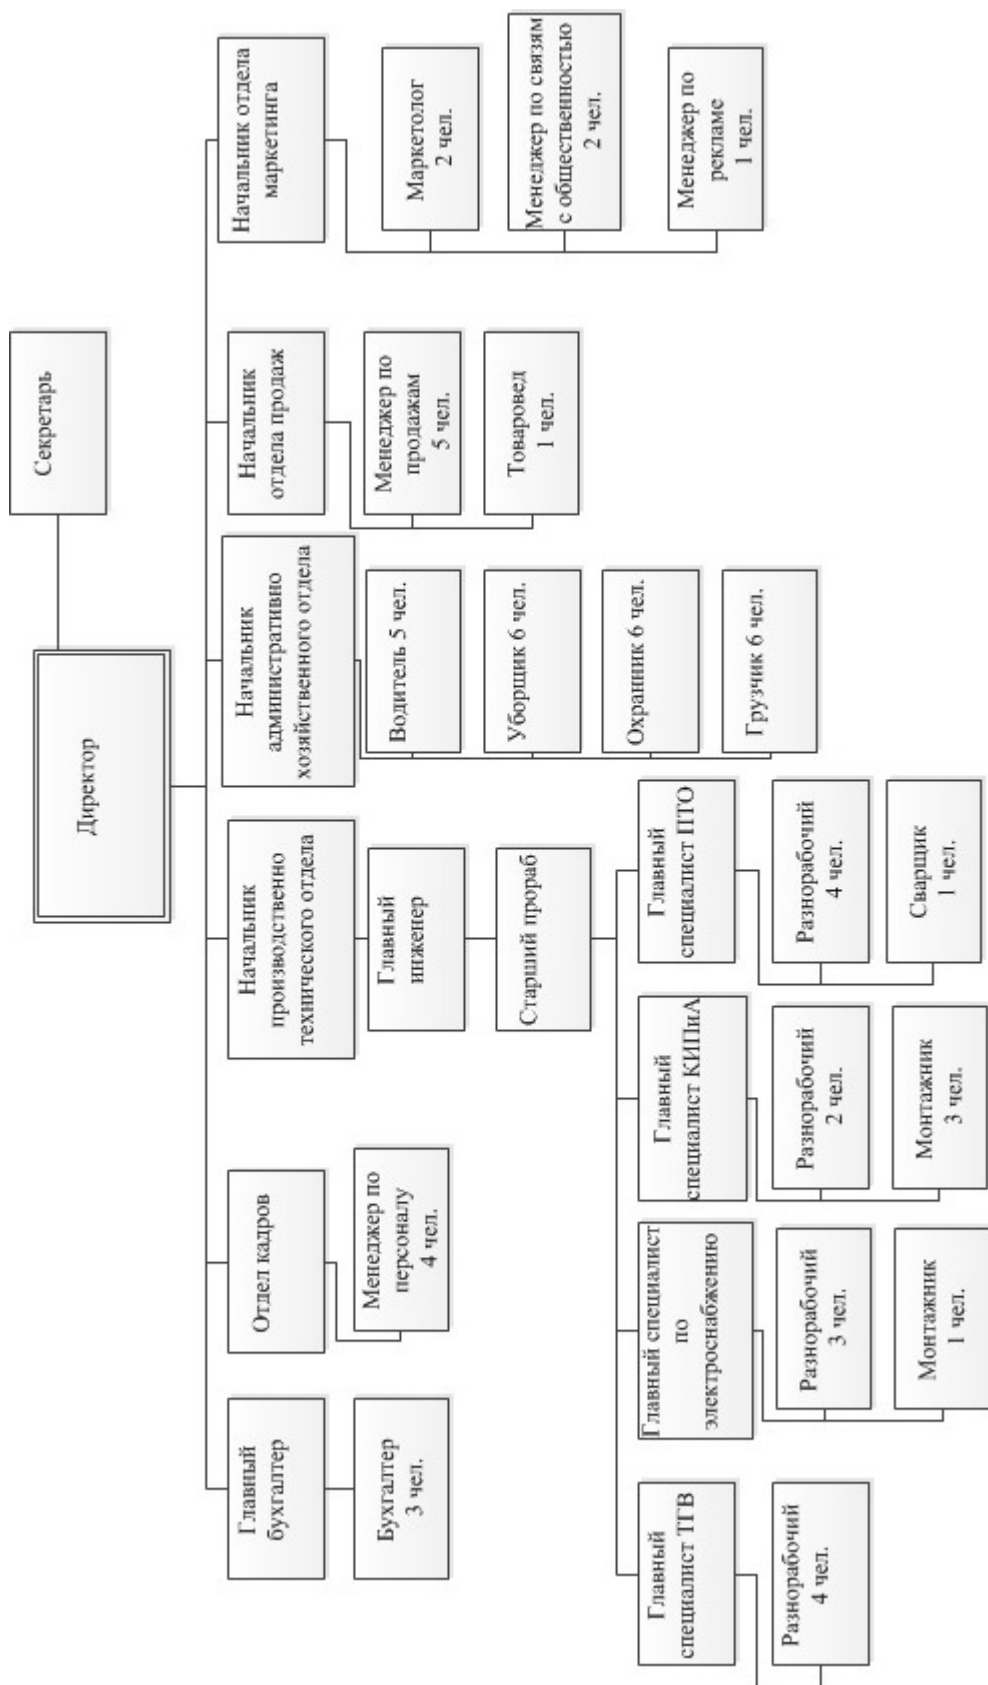 Директор
Секретарь
Главный
бухгалтер
Бухгалтер
3 чел.
Отдел кадров
Менеджер по
персоналу
4 чел.
Начальник
производственно
технического отдела
Главный
инженер
Старший прораб
Главный
специалист ТГВ
Разнорабочий
4 чел.
Главный специалист
по
электроснабжению
Разнорабочий
3 чел.
Монтажник
1 чел.
Главный
специалист КИПиА
Разнорабочий
2 чел.
Монтажник
3 чел.
Главный
специалист ПТО
Разнорабочий
4 чел.
Сварщик
1 чел.
Начальник
административно
хозяйственного отдела
Водитель 5 чел.
Уборщик 6 чел.
Охранник 6 чел.
Грузчик 6 чел.
Начальник
отдела продаж
Менеджер по
продажам
5 чел.
Товаровед
1 чел.
Начальник отдела
маркетинга
Маркетолог
2 чел.
Менеджер по связям
с общественностью
2 чел.
Менеджер по
рекламе
1 чел.